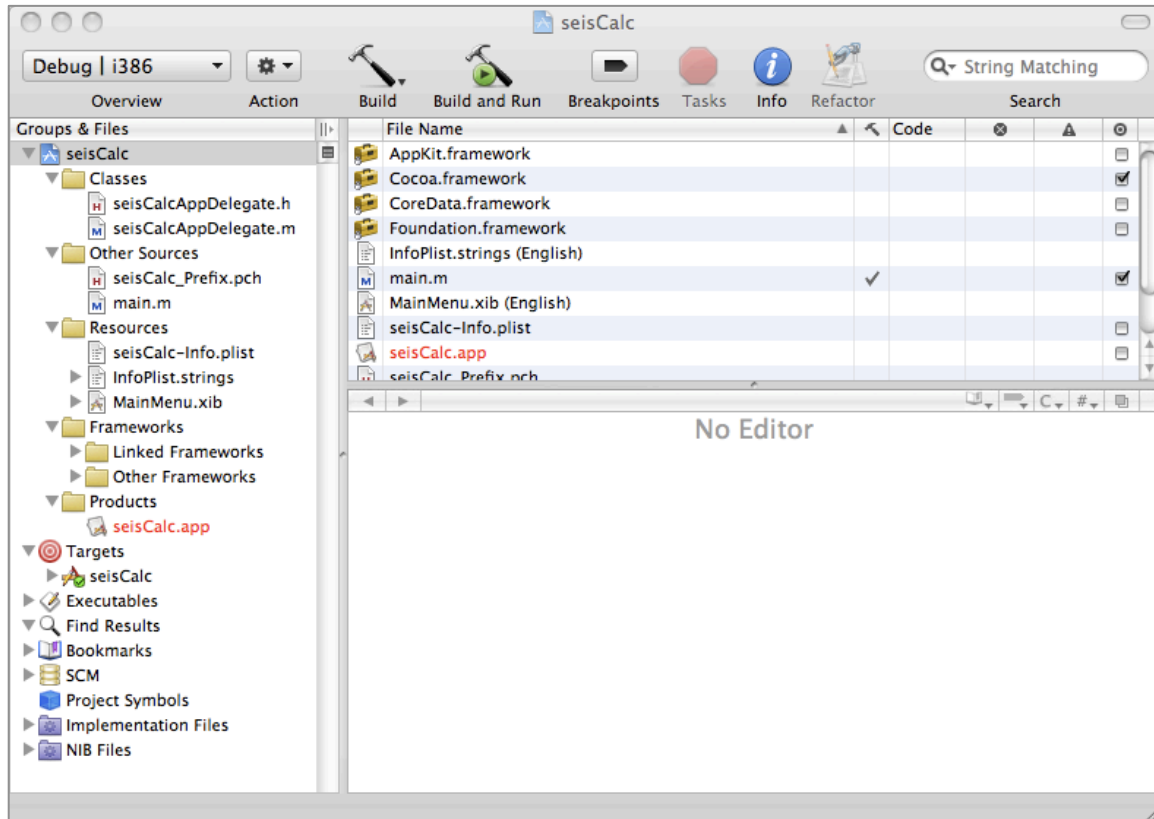 seisCalc
Debug | i386
String Matching
Overview Action Build Build and Run Breakpoints Tasks Info Refactor Search
Groups & Files
seisCalc
Classes
seisCalcAppDelegate.h
seisCalcAppDelegate.m
Other Sources
seisCalc_Prefix.pch
main.m
Resources
seisCalc-Info.plist
InfoPlist.strings
MainMenu.xib
Frameworks
Linked Frameworks
Other Frameworks
Products
seisCalc.app
Targets
seisCalc
Executables
Find Results
Bookmarks
SCM
Project Symbols
Implementation Files
NIB Files
File Name Code
AppKit.framework
Cocoa.framework
CoreData.framework
Foundation.framework
InfoPlist.strings (English)
main.m
MainMenu.xib (English)
seisCalc-Info.plist
seisCalc.app
seisCalc_Prefix.pch
C #
No Editor